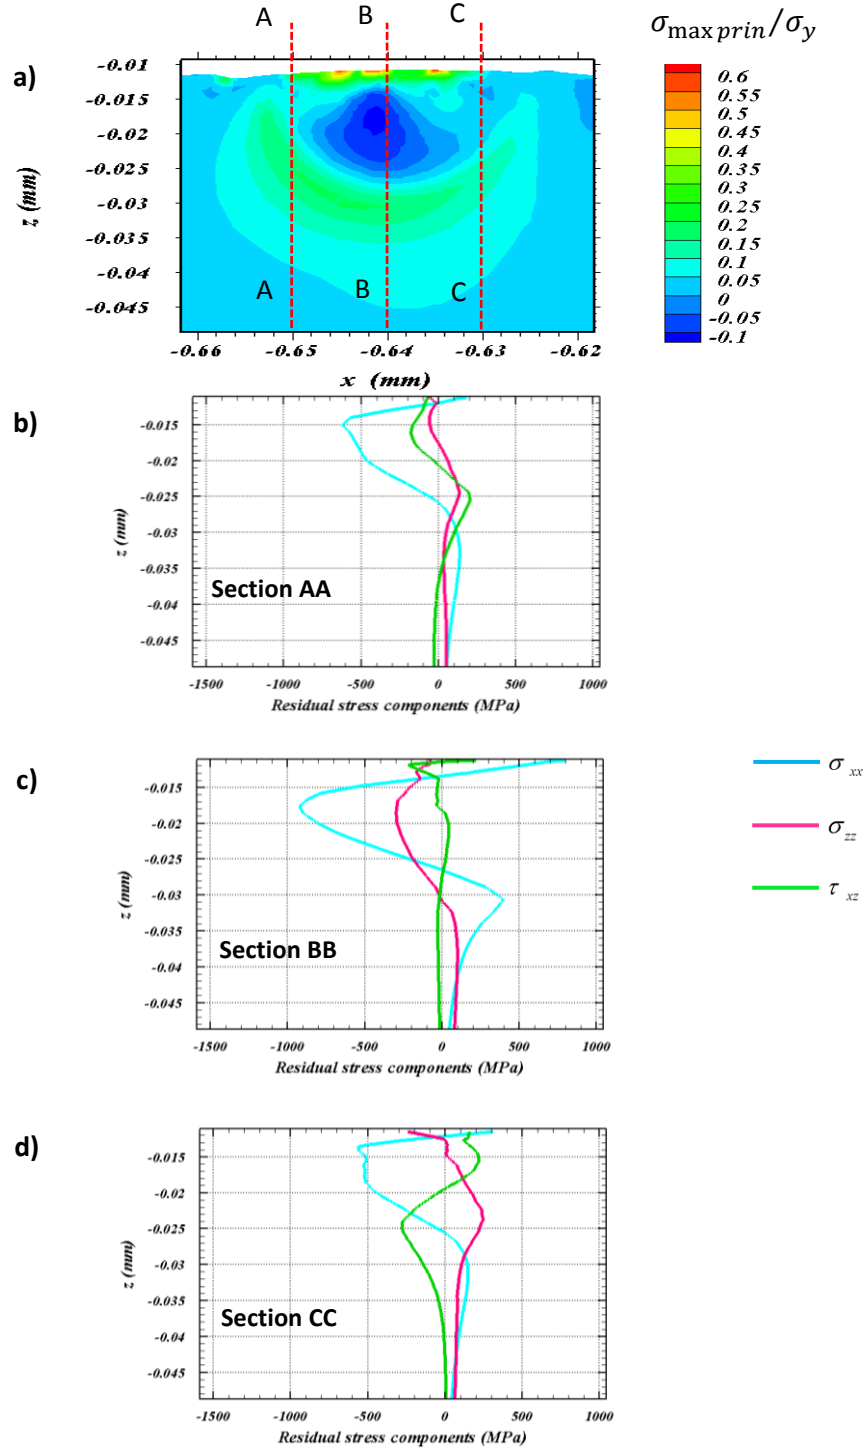 A B C
σmax prin/σy
a)
-0.01
-0.015
-0.02
-0.025
-0.03
-0.035
-0.04
-0.045
z (mm)
A B C
-0.66 -0.65 -0.64 -0.63 -0.62
x (mm)
0.6
0.55
0.5
0.45
0.4
0.35
0.3
0.25
0.2
0.15
0.1
0.05
0
-0.05
-0.1
b)
-0.015
-0.02
-0.025
-0.03
-0.035
-0.04
-0.045
z (mm)
Section AA
-1500 -1000 -500 0 500 1000
Residual stress components (MPa)
c)
-0.015
-0.02
-0.025
-0.03
-0.035
-0.04
-0.045
z (mm)
Section BB
-1500 -1000 -500 0 500 1000
Residual stress components (MPa)
σ xx
σ zz
τ xz
d)
-0.015
-0.02
-0.025
-0.03
-0.035
-0.04
-0.045
z (mm)
Section CC
-1500 -1000 -500 0 500 1000
Residual stress components (MPa)